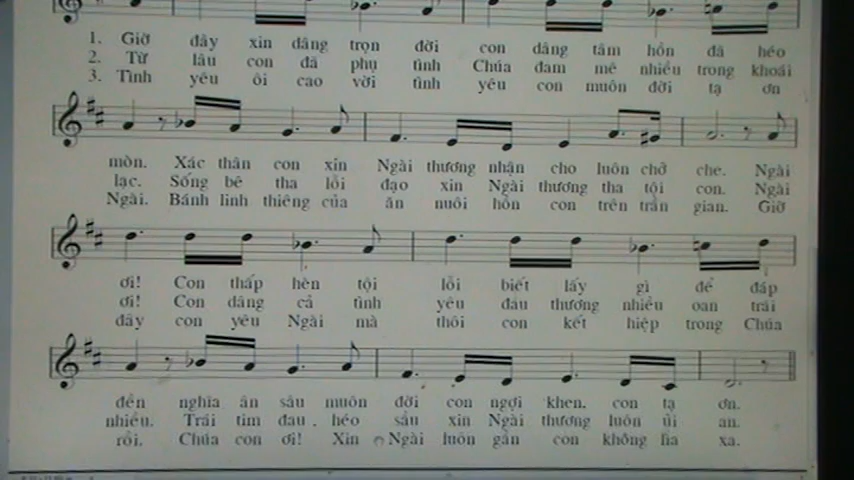 1. Giờ đây xin dâng trọn đời con dâng tâm hồn đã héo
2. Từ lâu con đã phụ tình Chúa đam mê nhiều trong khoái
3. Tình yêu ôi cao vời tình yêu con muôn đời tạ ơn
mòn. Xác thân con xin Ngài thương nhận cho luôn chở che. Ngài
lạc. Sống bê tha lỗi đạo xin Ngài thương tha tội con. Ngài
Ngài. Bánh linh thiêng của ăn nuôi hồn con trên trần gian. Giờ
ơi! Con thấp hèn tội lỗi biết lấy gì để đáp
ơi! Con dâng cả tình yêu đau thương nhiều oan trái
đây con yêu Ngài mà thôi con kết hiệp trong Chúa
đền nghĩa ân sâu muôn đời con ngợi khen, con tạ ơn.
nhiều. Trái tim đau héo sầu xin Ngài thương luôn ủi an.
rồi, Chúa con ơi! Xin Ngài luôn gần con không lìa xa.